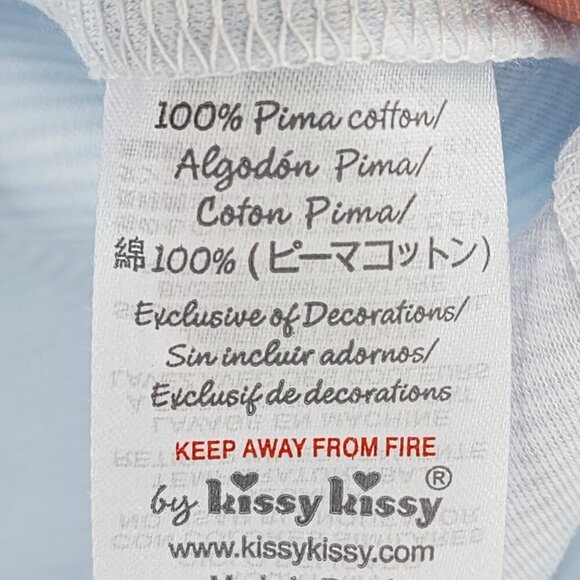 100% Pima cotton/
Algodón Pima/
Coton Pima/
綿100% (ピーマコットン)
Exclusive of Decorations/
Sin incluir adornos/
Exclusif de decorations
KEEP AWAY FROM FIRE
by kissy kissy®
www.kissykissy.com